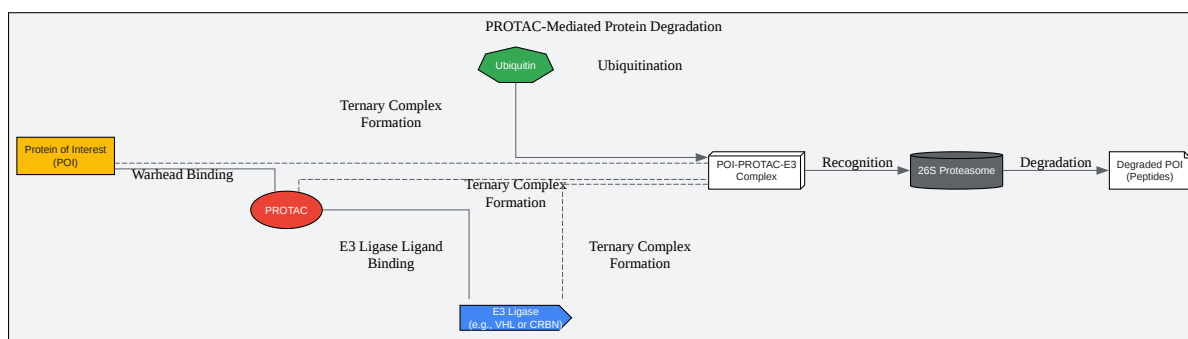 PROTAC-Mediated Protein Degradation
Ubiquitin
Ubiquitination
Ternary Complex
Formation
Protein of Interest
(POI)
Warhead Binding
POI-PROTAC-E3
Complex
Recognition
26S Proteasome
Degradation
Degraded POI
(Peptides)
PROTAC
Ternary Complex
Formation
E3 Ligase Ligand
Binding
Ternary Complex
Formation
E3 Ligase
(e.g., VHL or CRBN)